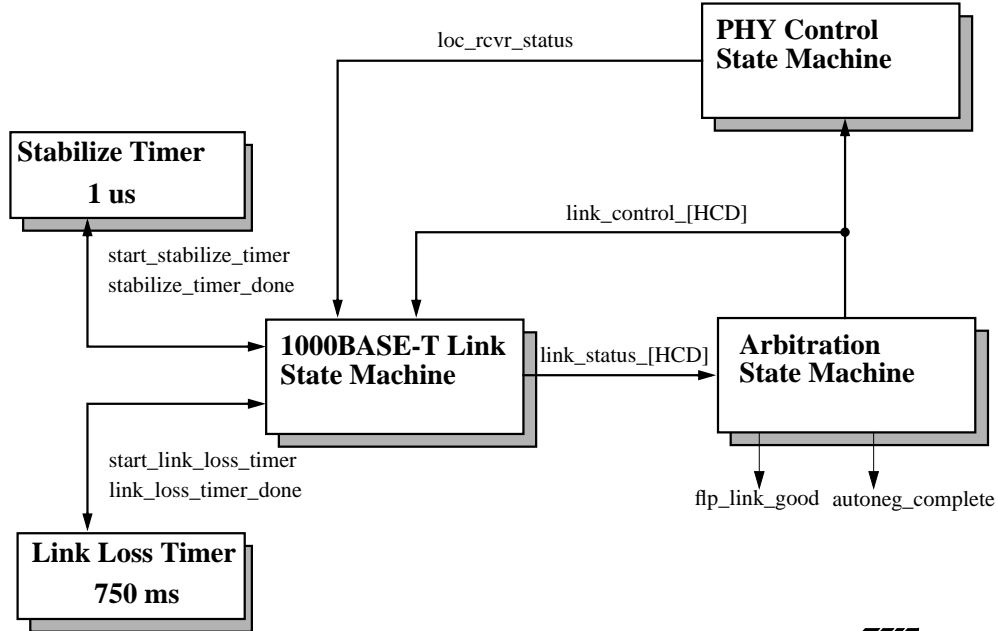 PHY Control
State Machine
loc_rcvr_status
Stabilize Timer
1 us
link_control_[HCD]
start_stabilize_timer
stabilize_timer_done
1000BASE-T Link
State Machine
link_status_[HCD]
Arbitration
State Machine
start_link_loss_timer
link_loss_timer_done
flp_link_good
autoneg_complete
Link Loss Timer
750 ms